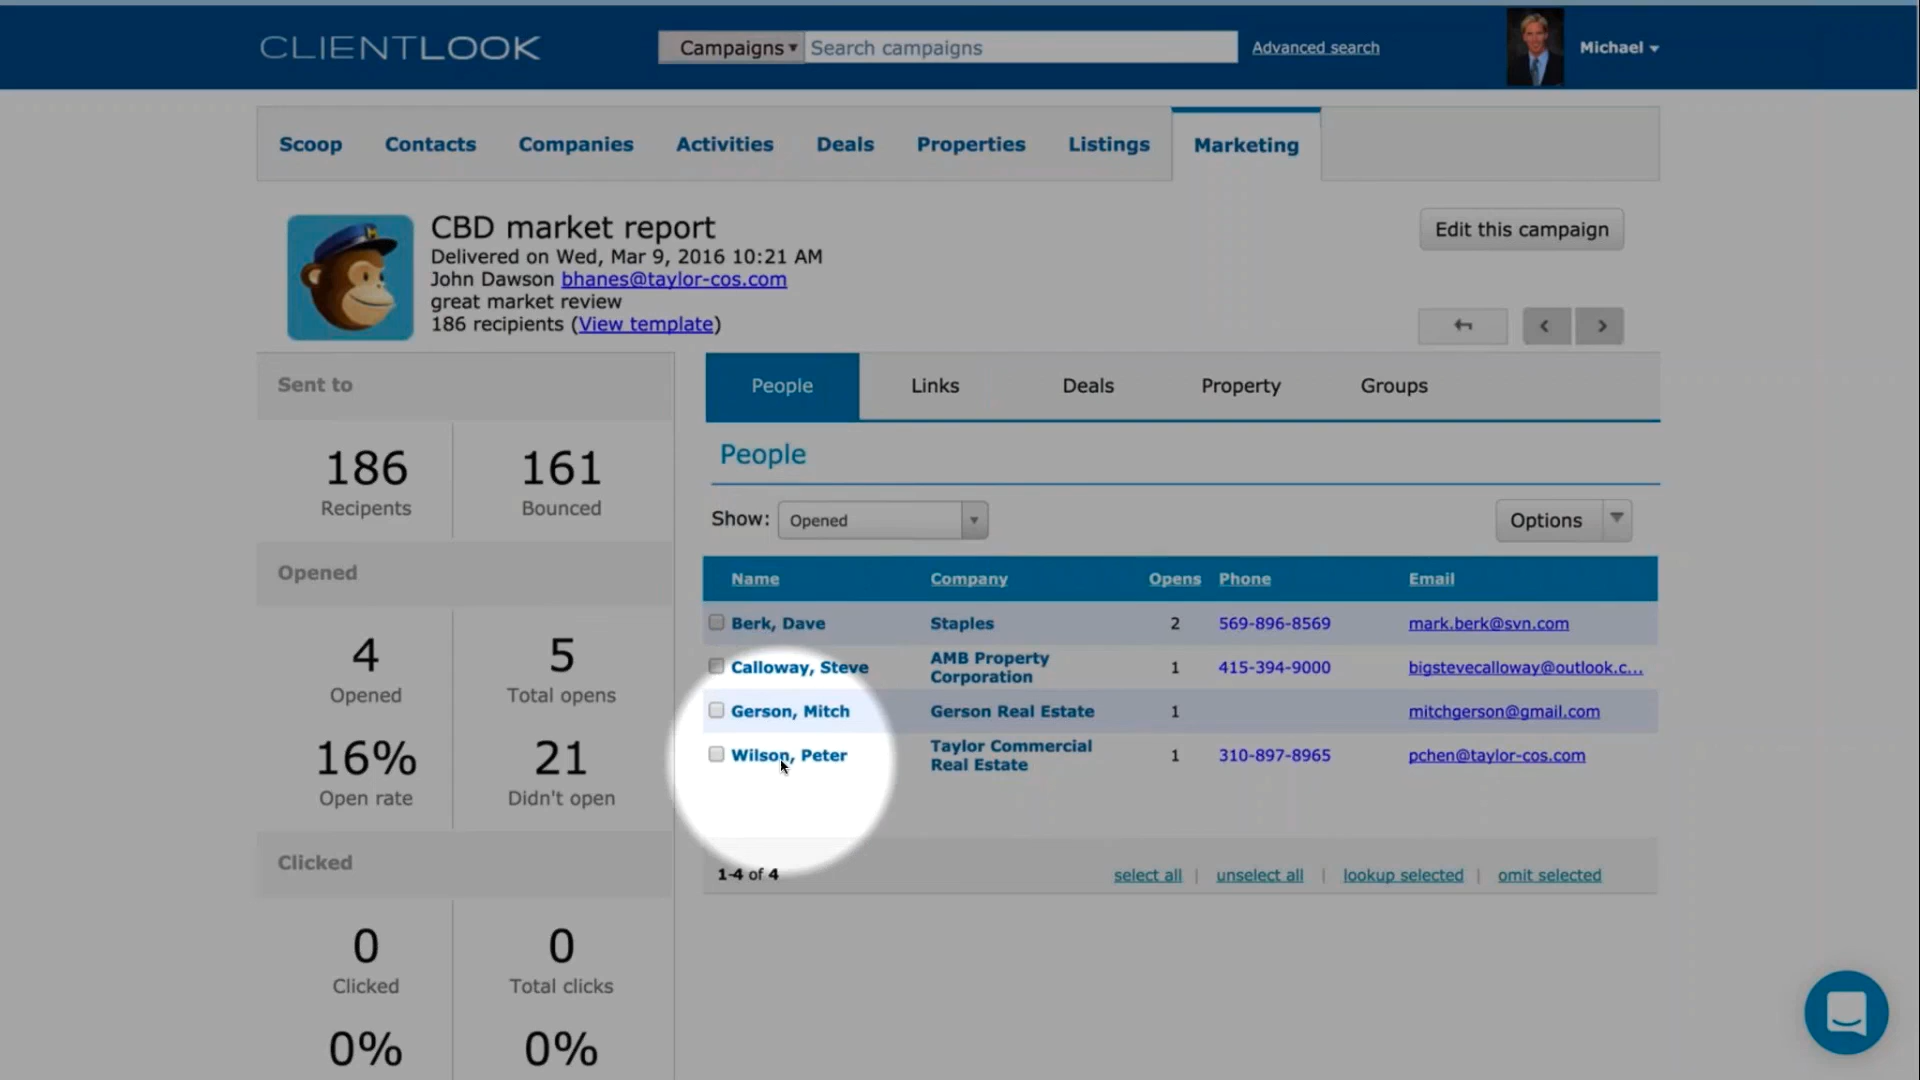 CLIENTLOOK
Campaigns
Search campaigns
Advanced search
Michael
Scoop
Contacts
Companies
Activities
Deals
Properties
Listings
Marketing
CBD market report
Delivered on Wed, Mar 9, 2016 10:21 AM
John Dawson bhanes@taylor-cos.com
great market review
186 recipients (View template)
Edit this campaign
Sent to
186
Recipents
161
Bounced
Opened
4
Opened
5
Total opens
16%
Open rate
21
Didn't open
Clicked
0
Clicked
0
Total clicks
0%
0%
People
Links
Deals
Property
Groups
People
Show: Opened
Options
Name Company Opens Phone Email
Berk, Dave Staples 2 569-896-8569 mark.berk@svn.com
Calloway, Steve AMB Property Corporation 1 415-394-9000 bigstevecalloway@outlook.c...
Gerson, Mitch Gerson Real Estate 1 mitchgerson@gmail.com
Wilson, Peter Taylor Commercial Real Estate 1 310-897-8965 pchen@taylor-cos.com
1-4 of 4
select all | unselect all | lookup selected | omit selected